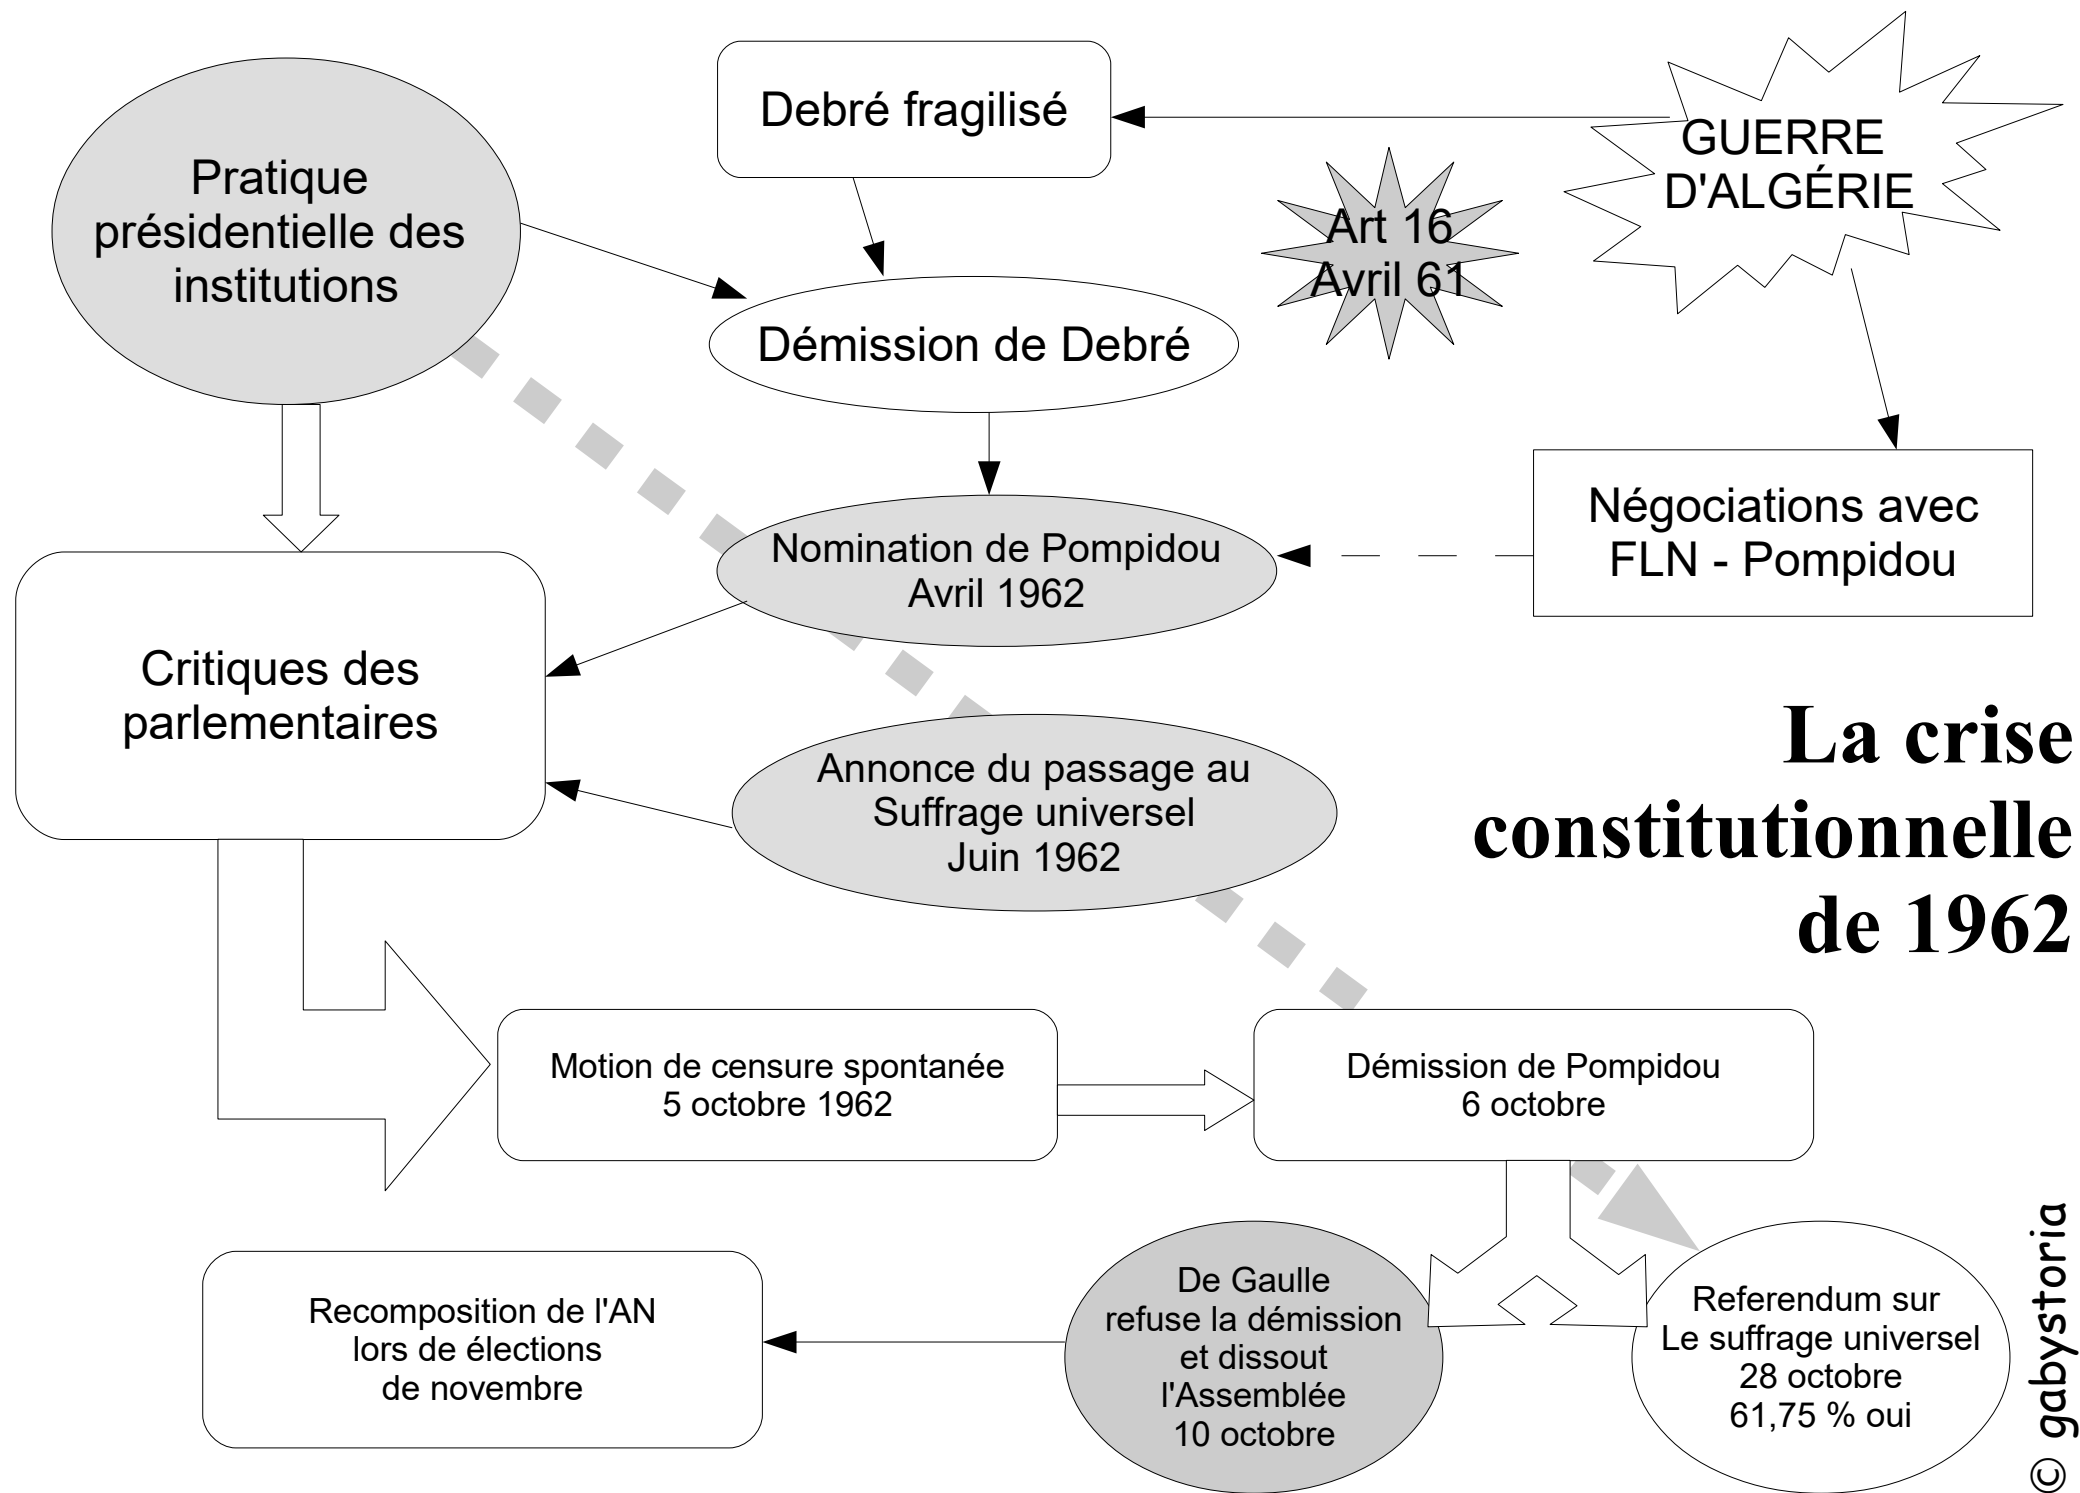 Debré fragilisé
GUERRE
D'ALGÉRIE
Pratique
présidentielle des
institutions
Art 16
Avril 61
Démission de Debré
Négociations avec
FLN - Pompidou
Nomination de Pompidou
Avril 1962
Critiques des
parlementaires
Annonce du passage au
Suffrage universel
Juin 1962
La crise
constitutionnelle
de 1962
Motion de censure spontanée
5 octobre 1962
Démission de Pompidou
6 octobre
Recomposition de l'AN
lors de élections
de novembre
De Gaulle
refuse la démission
et dissout
l'Assemblée
10 octobre
Referendum sur
Le suffrage universel
28 octobre
61,75 % oui
© gabystoria